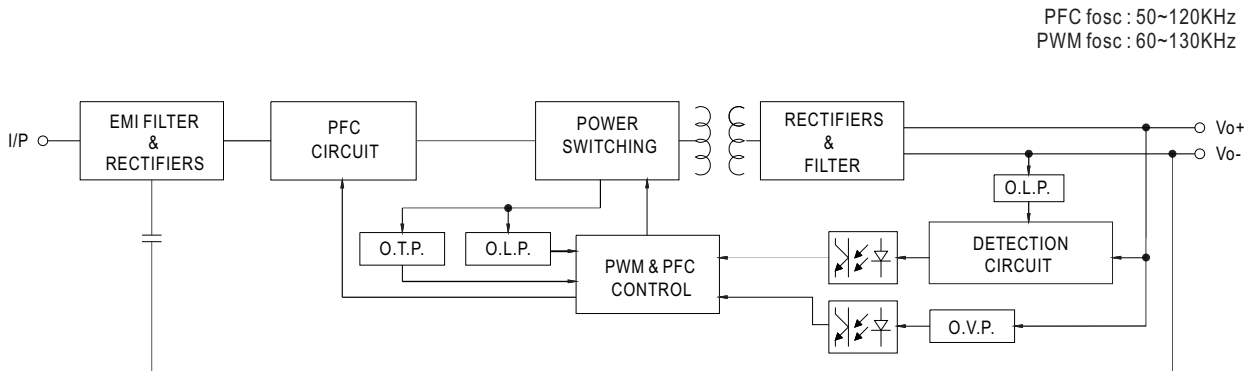 PFC fosc : 50~120KHz
PWM fosc : 60~130KHz
I/P
EMI FILTER
&
RECTIFIERS
PFC
CIRCUIT
POWER
SWITCHING
RECTIFIERS
&
FILTER
Vo+
Vo-
O.L.P.
O.T.P.
O.L.P.
PWM & PFC
CONTROL
DETECTION
CIRCUIT
O.V.P.